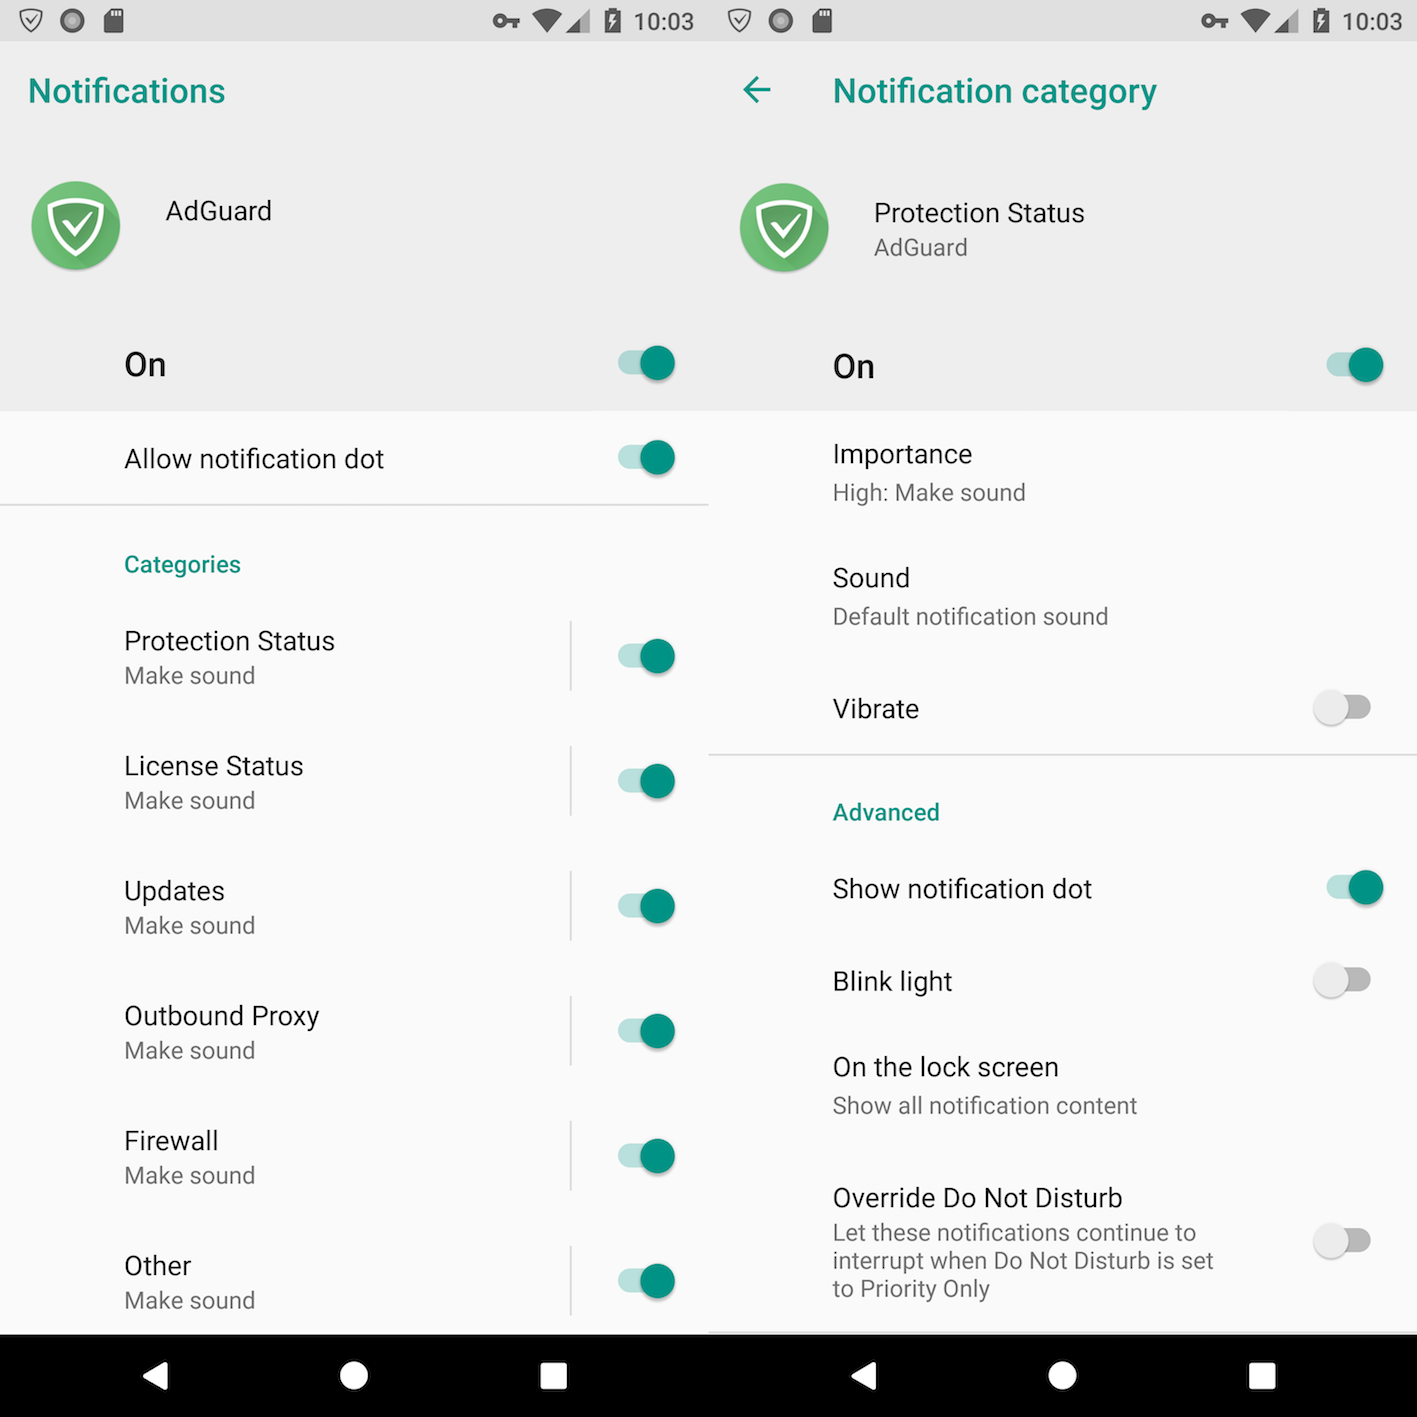 10:03
Notifications
AdGuard
On
Allow notification dot
Categories
Protection Status
Make sound
License Status
Make sound
Updates
Make sound
Outbound Proxy
Make sound
Firewall
Make sound
Other
Make sound
10:03
Notification category
Protection Status
AdGuard
On
Importance
High: Make sound
Sound
Default notification sound
Vibrate
Advanced
Show notification dot
Blink light
On the lock screen
Show all notification content
Override Do Not Disturb
Let these notifications continue to
interrupt when Do Not Disturb is set
to Priority Only